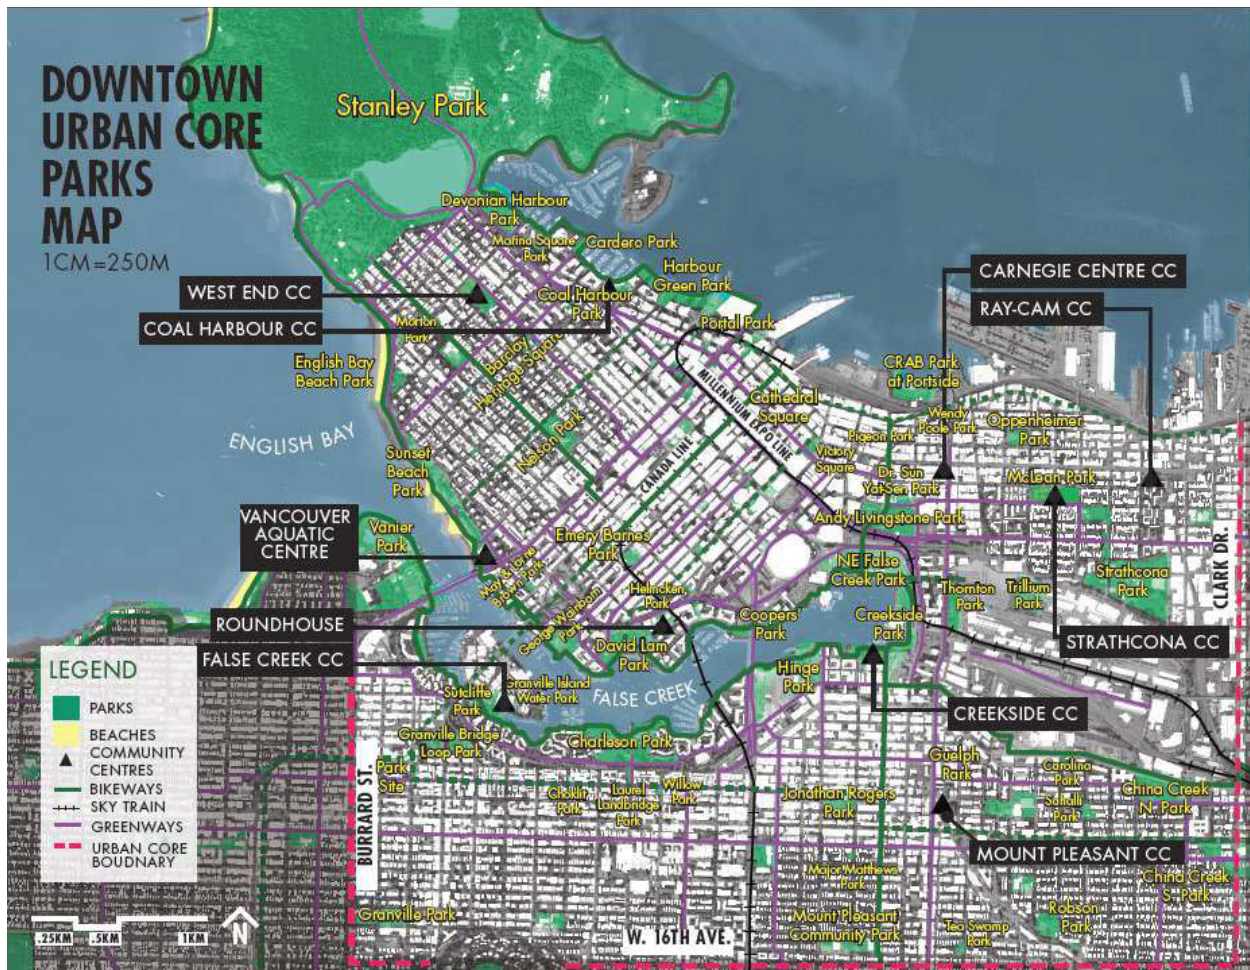 DOWNTOWN
URBAN CORE
PARKS
MAP
1CM=250M
Stanley Park
Devonian Harbour
Park
Marina Square
Park
Cardero Park
Harbour
Green Park
CARNEGIE CENTRE CC
RAY-CAM CC
WEST END CC
COAL HARBOUR CC
Coal Harbour
Park
Morton
Park
Portal Park
English Bay
Beach Park
Barclay
Heritage Square
MILLENNIUM EXPO LINE
CRAB Park
at Portside
Cathedral
Square
Wendy
Poole Park
Oppenheimer
Park
Pigeon Park
ENGLISH BAY
Nelson Park
Victory
Square
CANADA LINE
Sunset
Beach
Park
Dr. Sun
Yat-Sen Park
McLean Park
VANCOUVER
AQUATIC
CENTRE
Vanier
Park
Andy Livingstone Park
Emery Barnes
Park
CLARK DR.
May & Lorne
Brown Park
NE False
Creek Park
Helmcken
Park
Thornton
Park
Trillium
Park
Strathcona
Park
George Wainborn
Park
ROUNDHOUSE
Coopers'
Park
Creekside
Park
David Lam
Park
STRATHCONA CC
FALSE CREEK CC
Hinge
Park
Granville Island
Water Park
FALSE CREEK
Sutcliffe
Park
CREEKSIDE CC
Granville Bridge
Loop Park
Charleson Park
LEGEND
PARKS
BEACHES
COMMUNITY
CENTRES
BIKEWAYS
SKY TRAIN
GREENWAYS
URBAN CORE
BOUDNARY
BURRARD ST.
Park
Site
Choklit
Park
Laurel
Landbridge
Park
Willow
Park
Jonathan Rogers
Park
Guelph
Park
Carolina
Park
Sahalli
Park
China Creek
N. Park
MOUNT PLEASANT CC
Major Matthews
Park
China Creek
S. Park
Granville Park
Mount Pleasant
Community Park
Robson
Park
Tea Swamp
Park
W. 16TH AVE.
.25KM .5KM 1KM
N